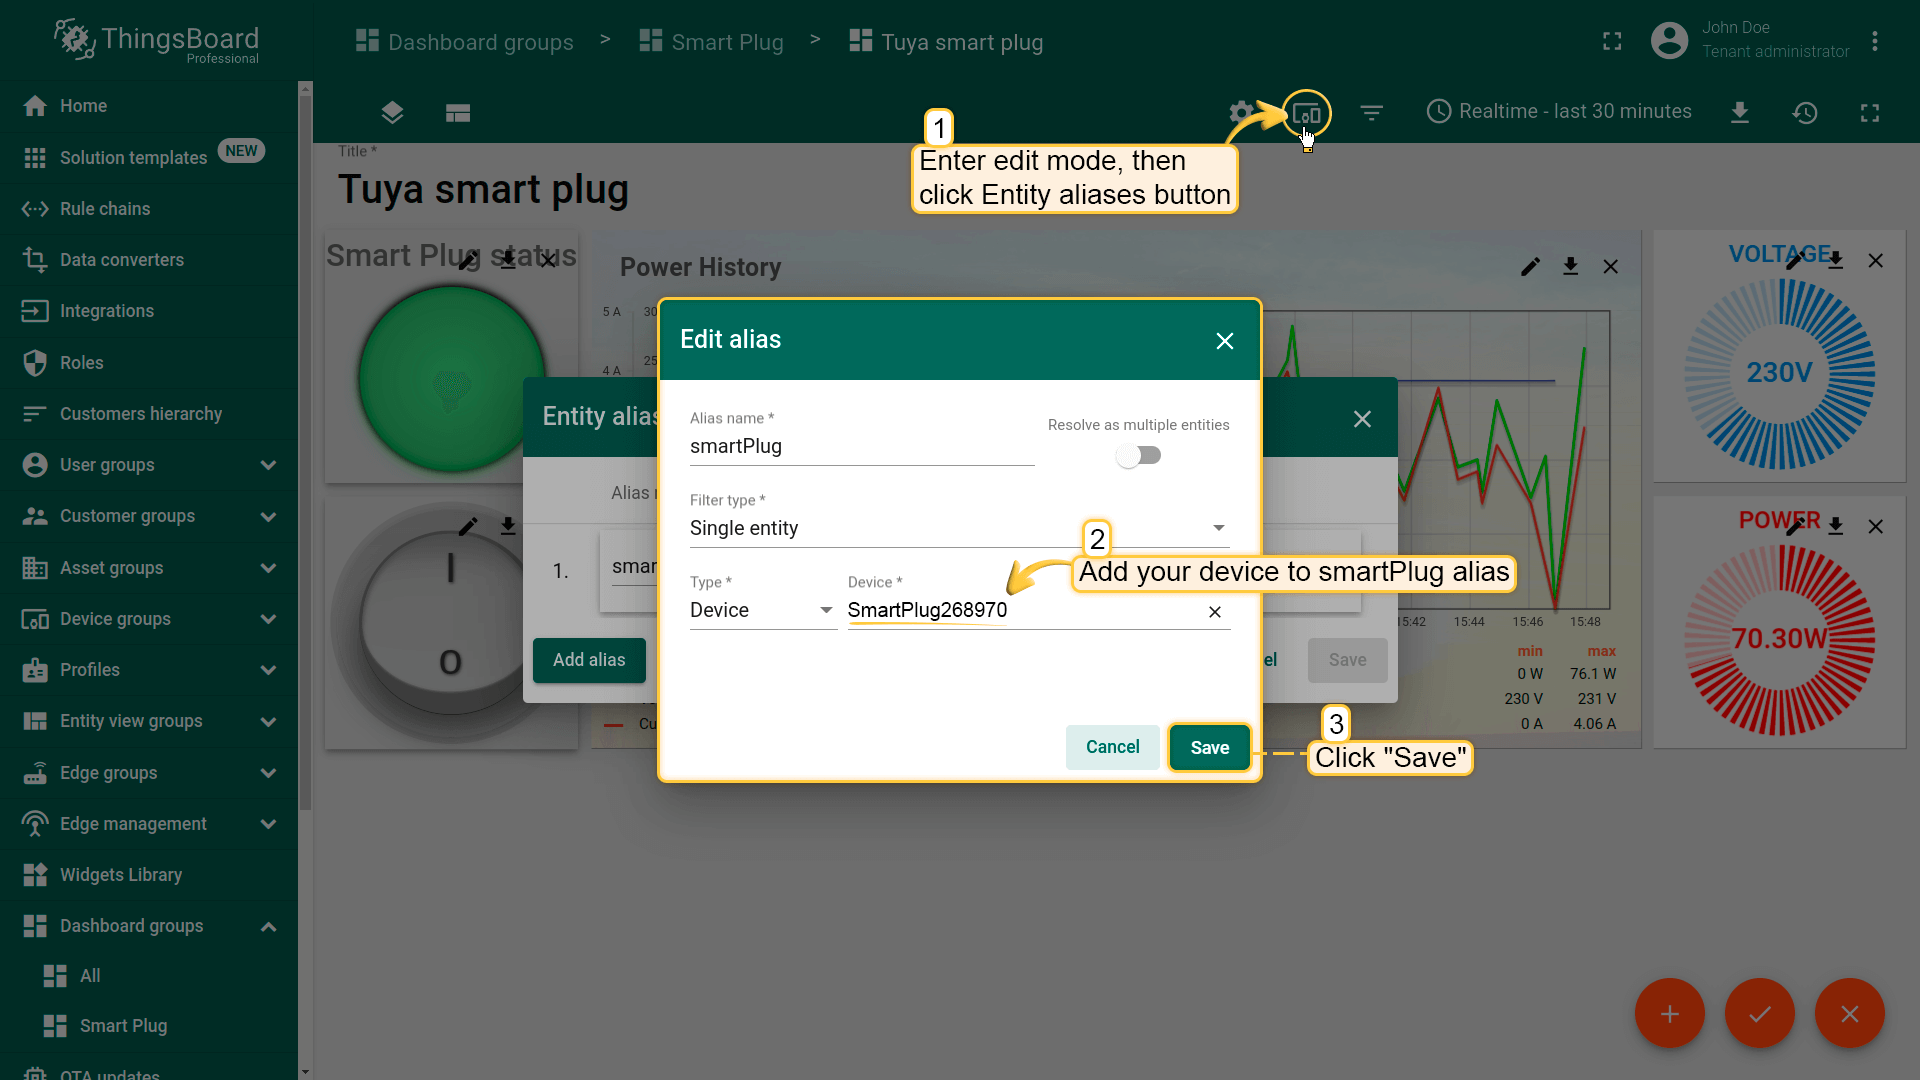 ThingsBoard
Professional
Dashboard groups > Smart Plug > Tuya smart plug
John Doe
Tenant administrator
Home
Solution templates NEW
Rule chains
Data converters
Integrations
Roles
Customers hierarchy
User groups
Customer groups
Asset groups
Device groups
Profiles
Entity view groups
Edge groups
Edge management
Widgets Library
Dashboard groups
All
Smart Plug
OTA updates
Realtime - last 30 minutes
1
Enter edit mode, then
click Entity aliases button
Title *
Tuya smart plug
Smart Plug status
Power History
VOLTAGE
230V
5 A
30
4 A
25
Edit alias
Entity alias
Alias name *
smartPlug
Resolve as multiple entities
Filter type *
Single entity
2
Add your device to smartPlug alias
1.
smar
Type *
Device
Device *
SmartPlug268970
I
O
Add alias
Save
Cancel
Save
3
Click "Save"
15:42
15:44
15:46
15:48
min max
0 W 76.1 W
230 V 231 V
0 A 4.06 A
POWER
70.30W